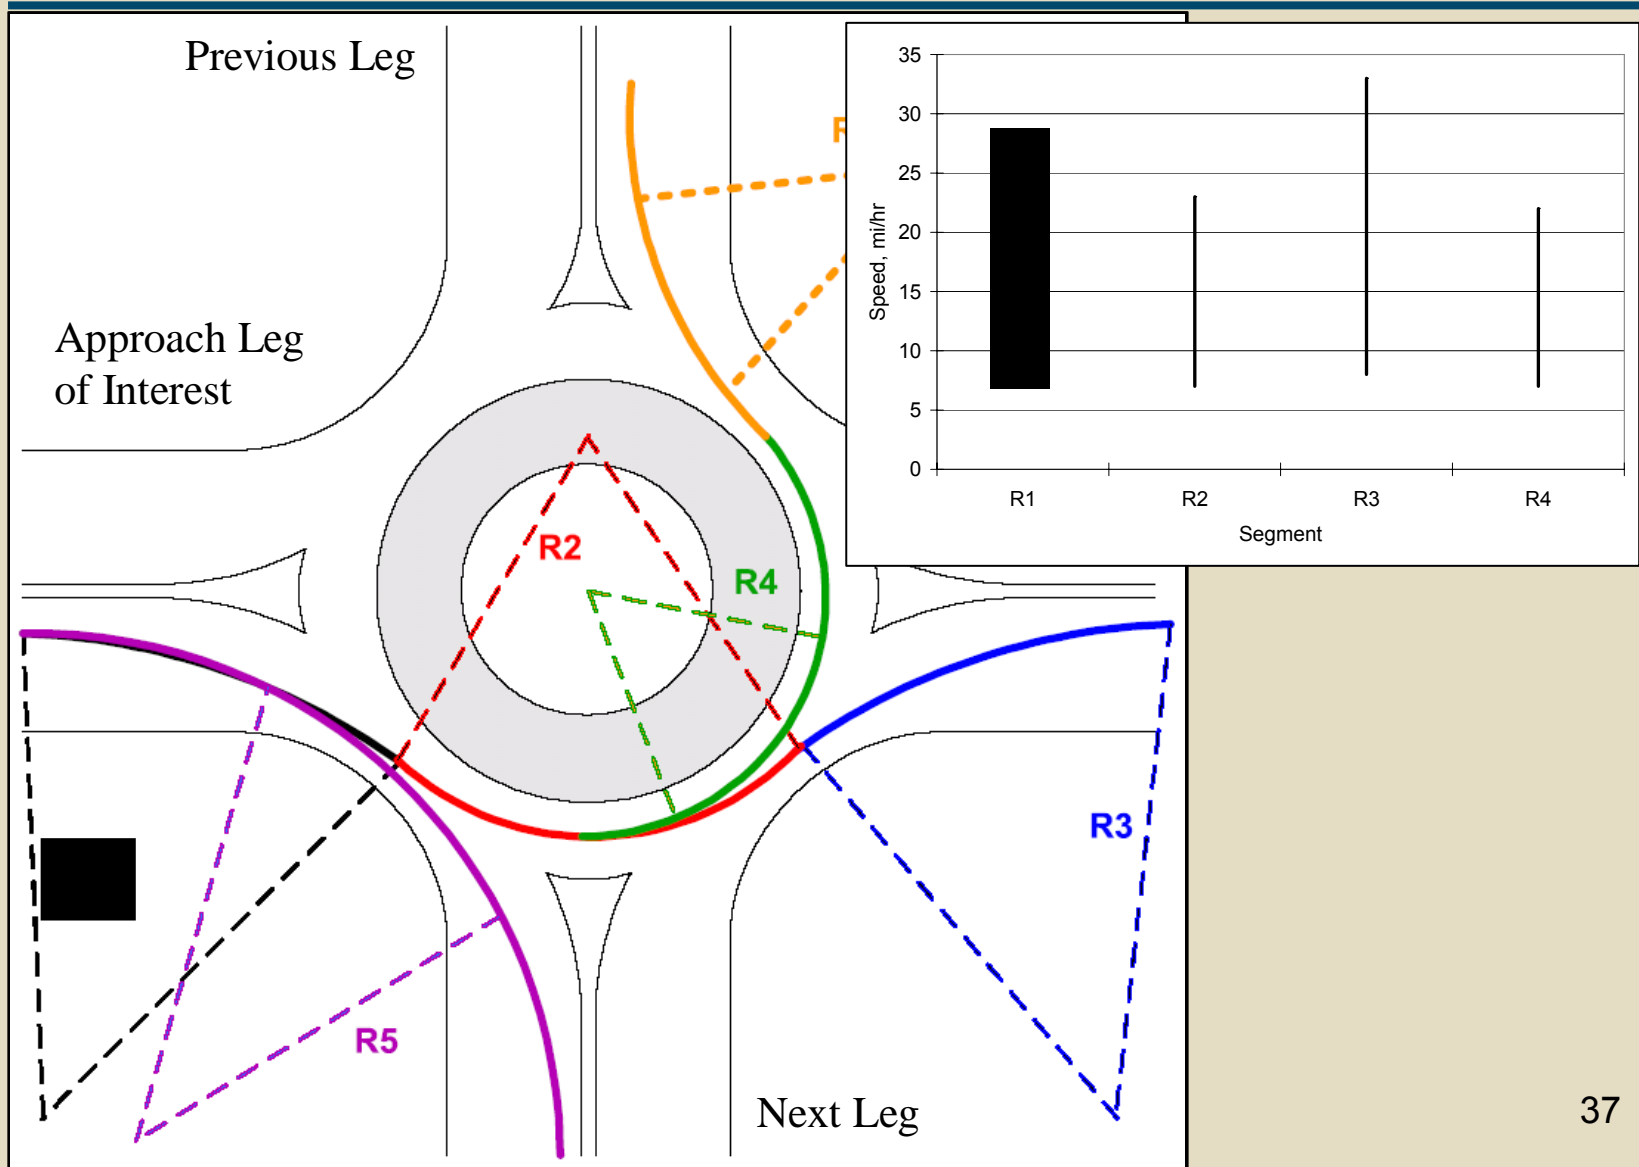 Previous Leg
Approach Leg
of Interest
R2
R4
R3
R5
Next Leg
35
30
25
20
15
10
5
0
Speed, mi/hr
R1 R2 R3 R4
Segment
37